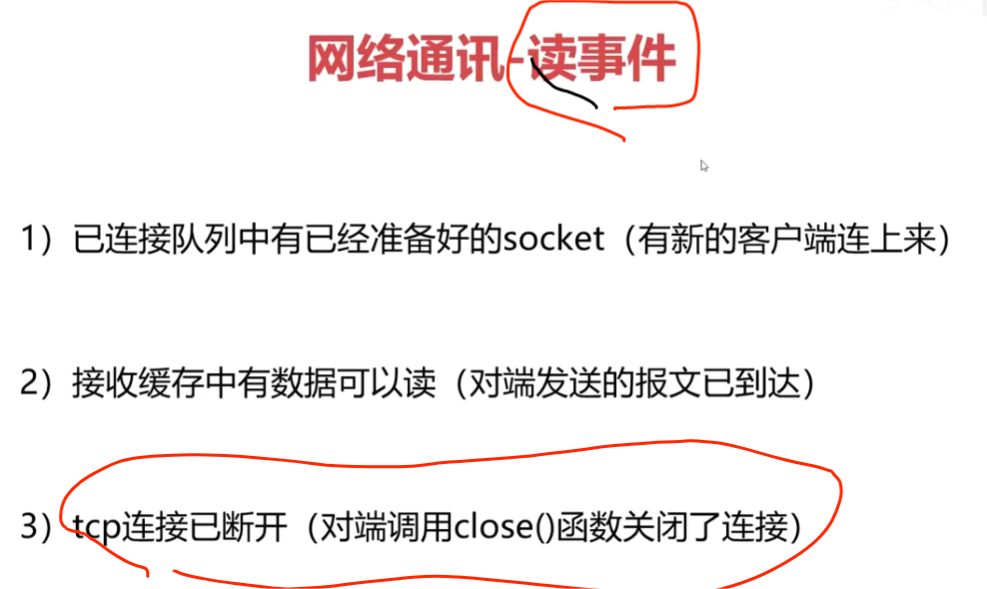 网络通讯-读事件
1）已连接队列中有已经准备好的socket（有新的客户端连上来）
2）接收缓存中有数据可以读（对端发送的报文已到达）
3）tcp连接已断开（对端调用close()函数关闭了连接）